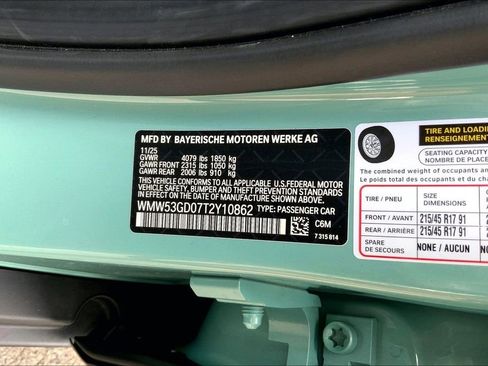 MFD BY BAYERISCHE MOTOREN WERKE AG
11/25
GVWR 4079 lbs 1850 kg
GAWR FRONT 2315 lbs 1050 kg
GAWR REAR 2006 lbs 910 kg
THIS VEHICLE CONFORMS TO ALL APPLICABLE U.S. FEDERAL MOTOR
VEHICLE SAFETY, BUMPER AND THEFT PREVENTION
STANDARDS IN EFFECT ON THE DATE OF MANUFACTURE SHOWN ABOVE.
WMW53GD07T2Y10862 TYPE: PASSENGER CAR
C6M
7 315 814
TIRE AND LOADI
RENSEIGNEMENT
SEATING CAPACITY
NOMBRE DE PLACE
The combined weight of occupants
total des occupants et du charg
TIRE / PNEU SIZE
DIMENSIONS
FRONT / AVANT 215/45 R17 91
REAR / ARRIÈRE 215/45 R17 91
SPARE
DE SECOURS NONE / AUCUN